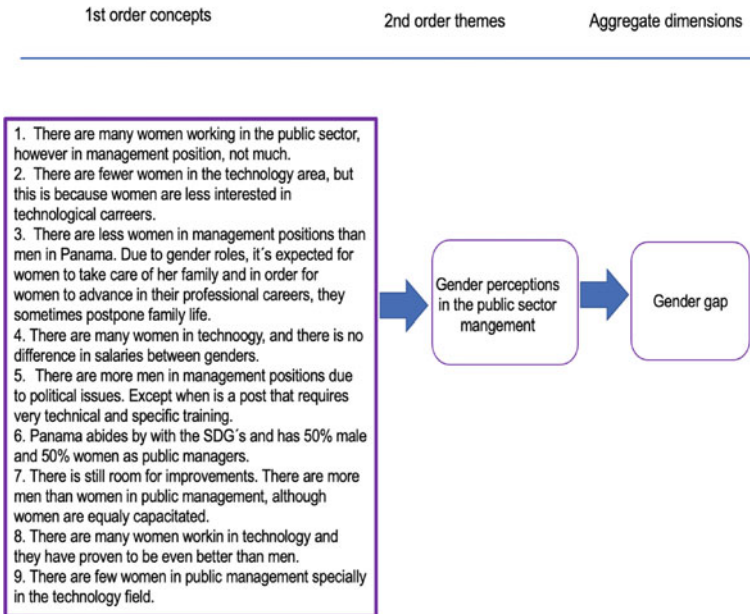 1st order concepts
2nd order themes
Aggregate dimensions
1. There are many women working in the public sector,
however in management position, not much.
2. There are fewer women in the technology area, but
this is because women are less interested in
technological carreers.
3. There are less women in management positions than
men in Panama. Due to gender roles, it´s expected for
women to take care of her family and in order for
women to advance in their professional careers, they
sometimes postpone family life.
4. There are many women in technoogy, and there is no
difference in salaries between genders.
5. There are more men in management positions due
to political issues. Except when is a post that requires
very technical and specific training.
6. Panama abides by with the SDG´s and has 50% male
and 50% women as public managers.
7. There is still room for improvements. There are more
men than women in public management, although
women are equaly capacitated.
8. There are many women workin in technology and
they have proven to be even better than men.
9. There are few women in public management specially
in the technology field.
Gender perceptions
in the public sector
mangement
Gender gap